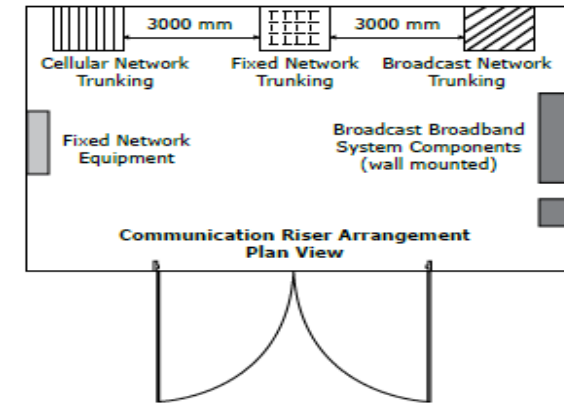 3000 mm
3000 mm
Cellular Network
Trunking
Fixed Network
Trunking
Broadcast Network
Trunking
Fixed Network
Equipment
Broadcast Broadband
System Components
(wall mounted)
Communication Riser Arrangement
Plan View